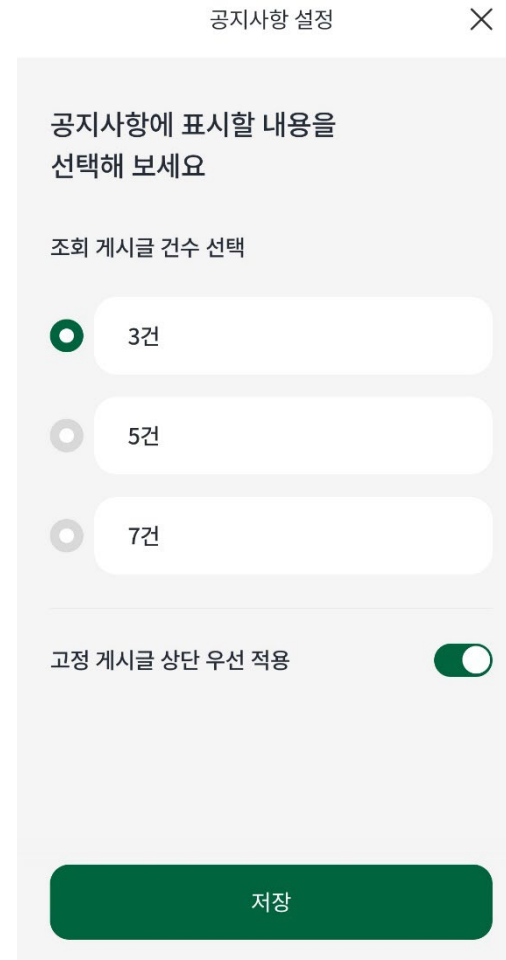 공지사항 설정
공지사항에 표시할 내용을
선택해 보세요
조회 게시글 건수 선택
3건
5건
7건
고정 게시글 상단 우선 적용
저장